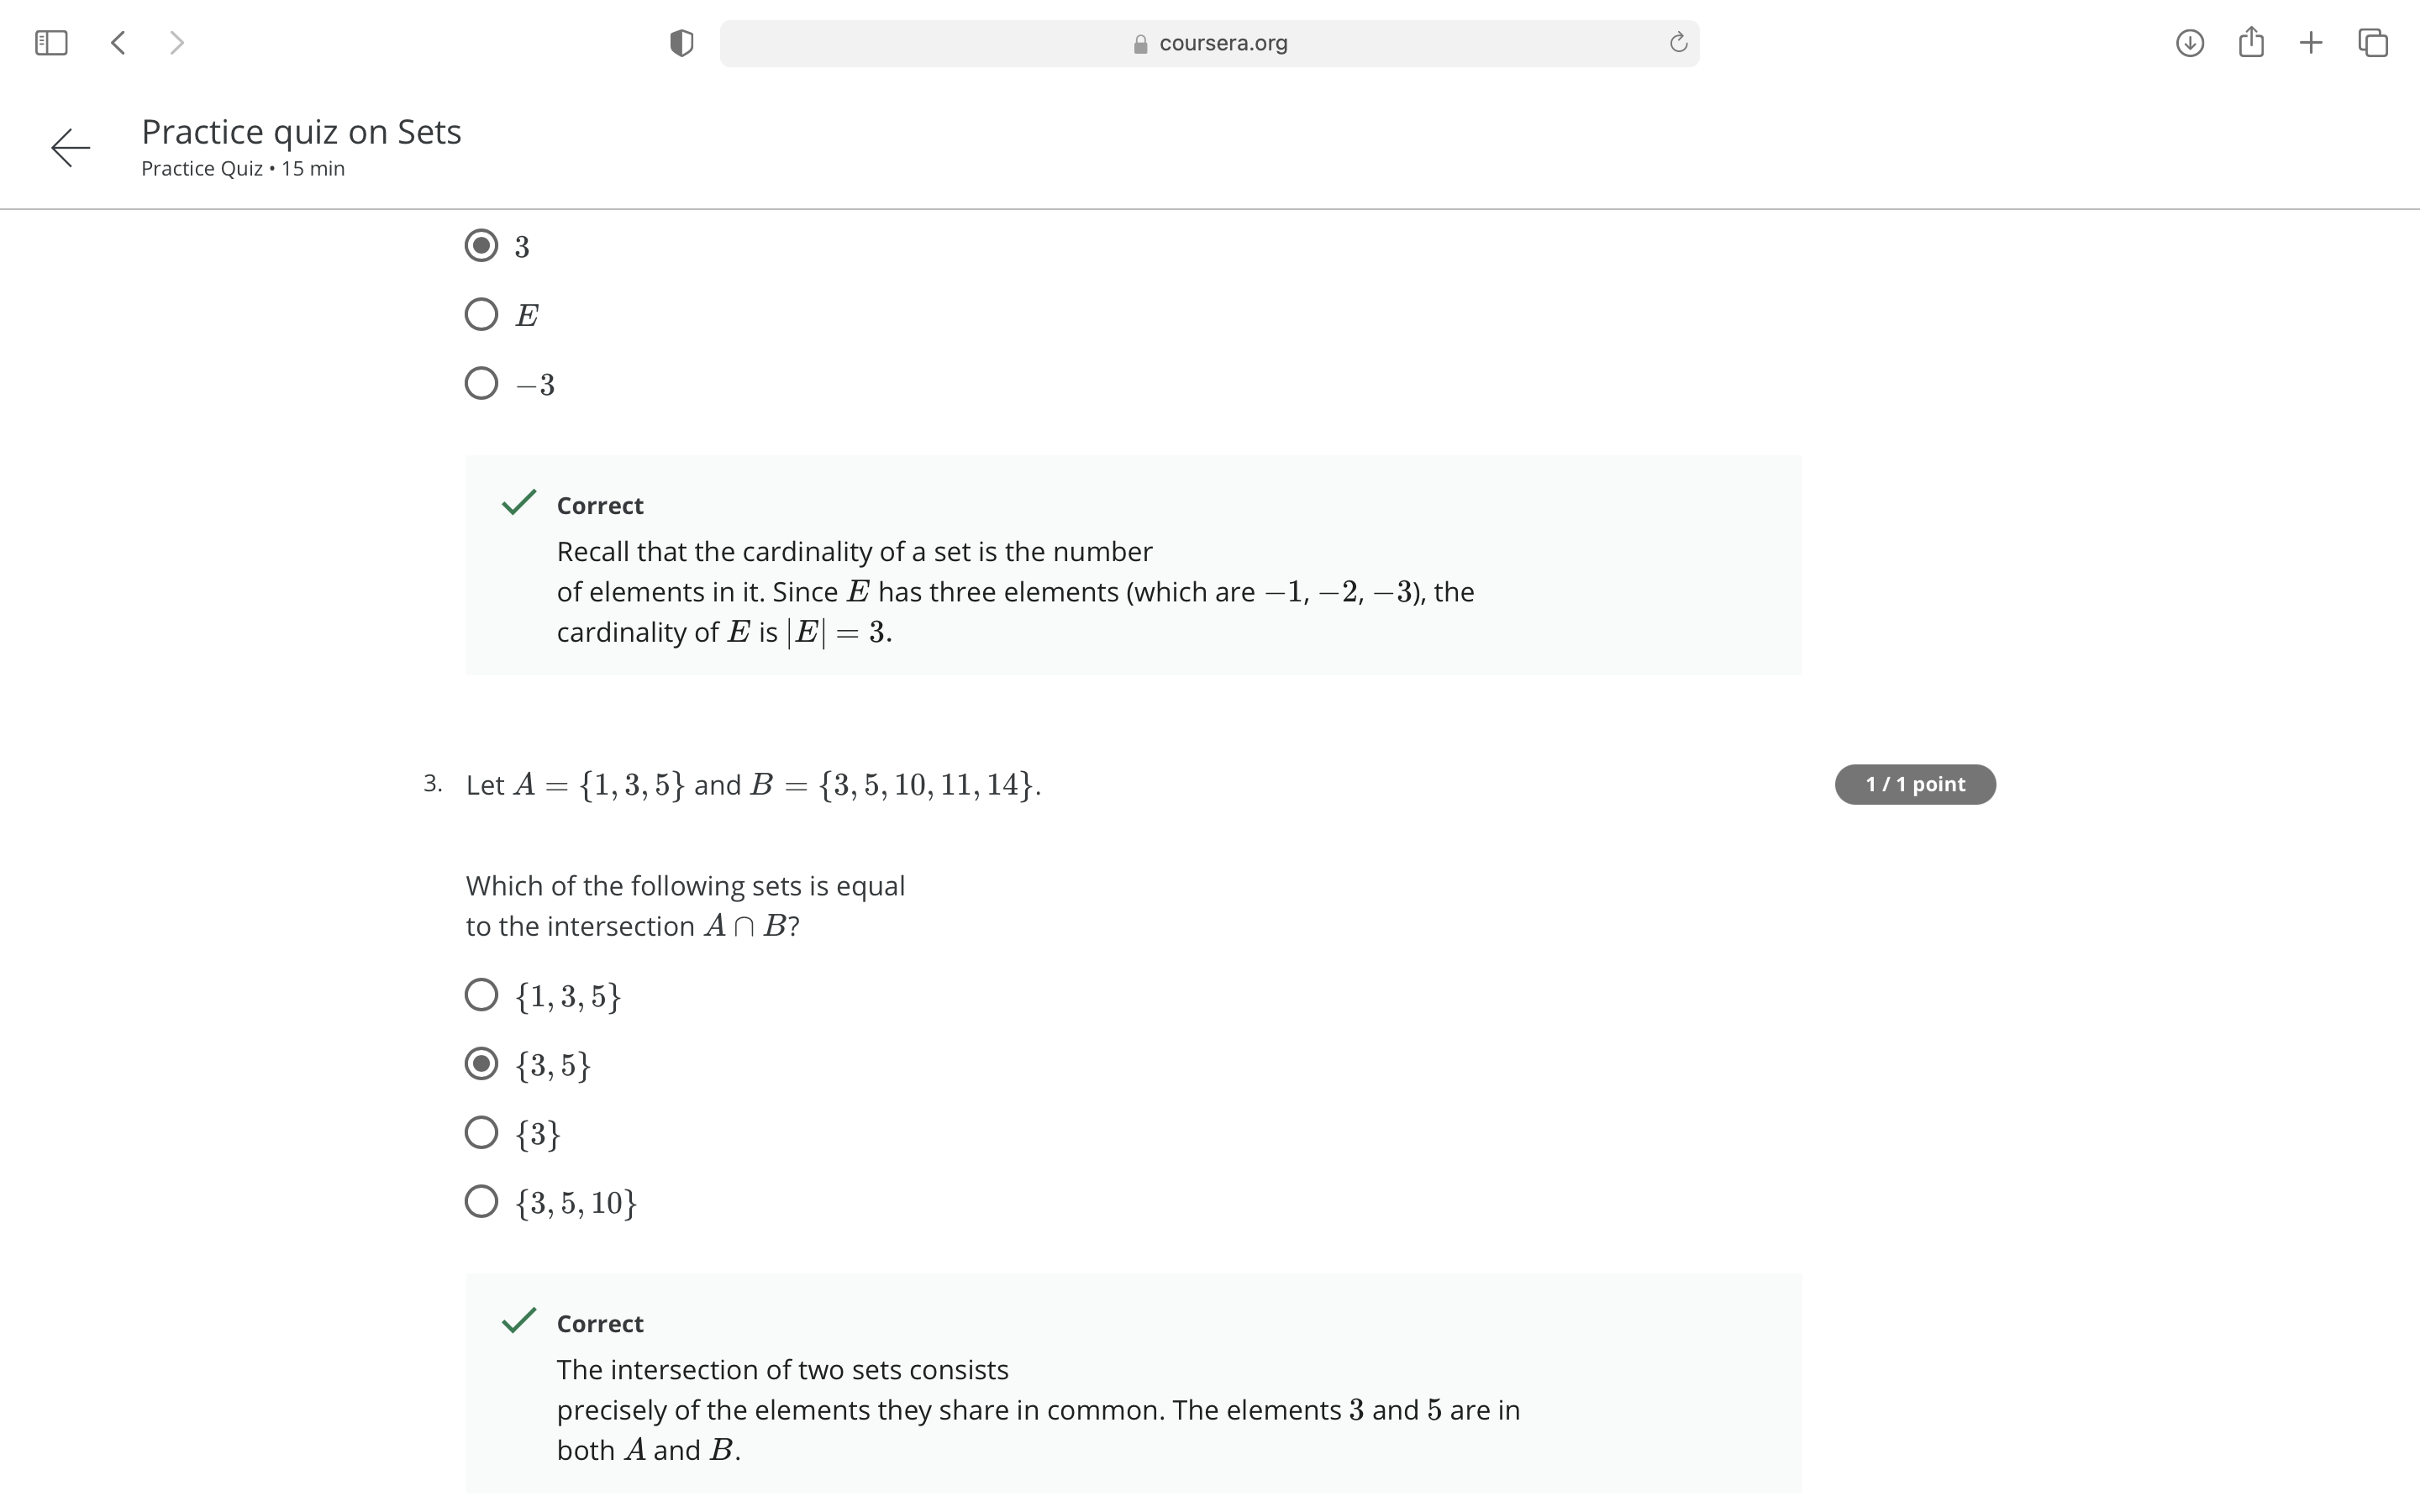 coursera.org
Practice quiz on Sets
Practice Quiz • 15 min
3
E
−3
Correct
Recall that the cardinality of a set is the number
of elements in it. Since E has three elements (which are −1, −2, −3), the
cardinality of E is |E| = 3.
3. Let A = {1, 3, 5} and B = {3, 5, 10, 11, 14}.
1 / 1 point
Which of the following sets is equal
to the intersection A ∩ B?
{1, 3, 5}
{3, 5}
{3}
{3, 5, 10}
Correct
The intersection of two sets consists
precisely of the elements they share in common. The elements 3 and 5 are in
both A and B.